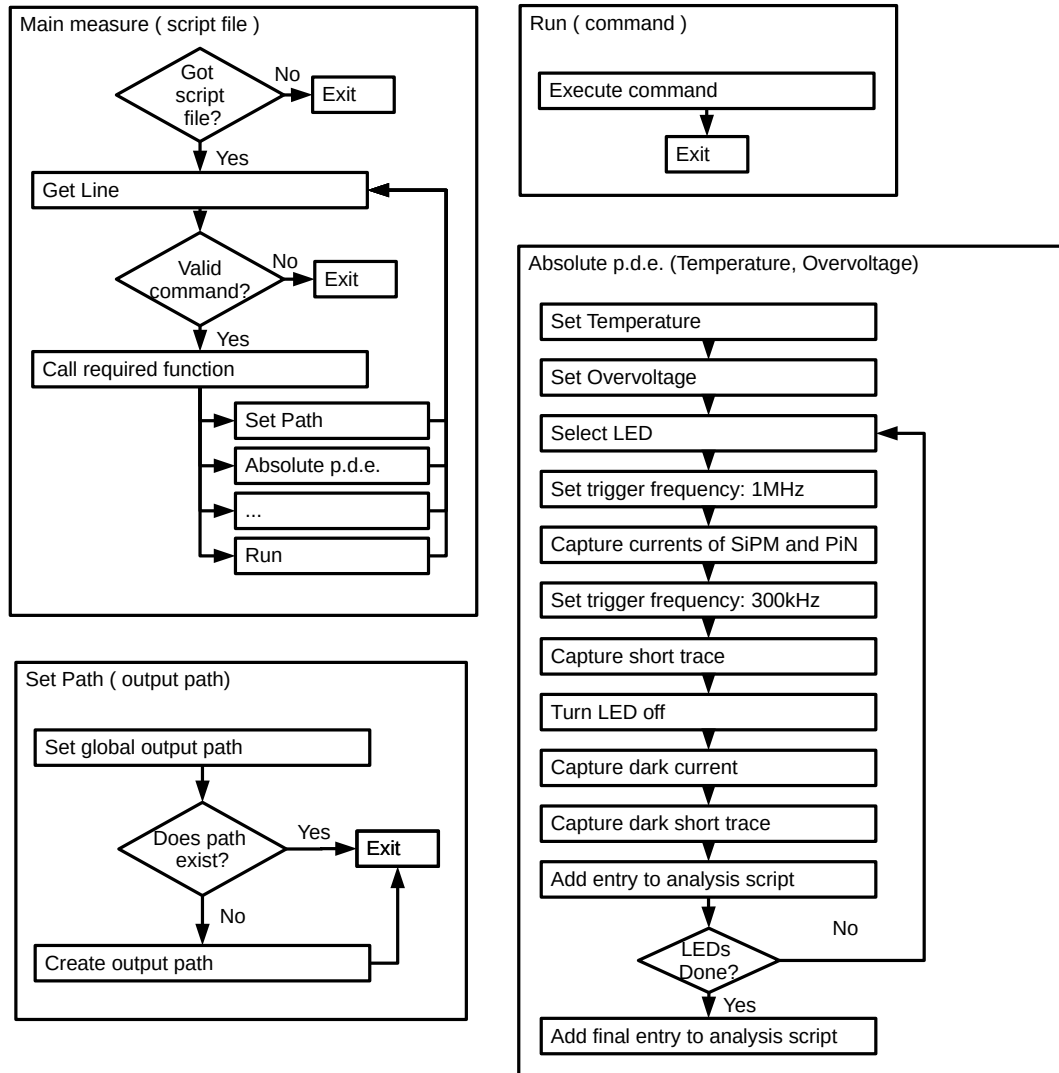 Main measure ( script file )
Got
script
file?
No
Exit
Yes
Get Line
Valid
command?
No
Exit
Yes
Call required function
Set Path
Absolute p.d.e.
...
Run
Set Path ( output path)
Set global output path
Does path
exist?
Yes
Exit
No
Create output path
Run ( command )
Execute command
Exit
Absolute p.d.e. (Temperature, Overvoltage)
Set Temperature
Set Overvoltage
Select LED
Set trigger frequency: 1MHz
Capture currents of SiPM and PiN
Set trigger frequency: 300kHz
Capture short trace
Turn LED off
Capture dark current
Capture dark short trace
Add entry to analysis script
LEDs
Done?
No
Yes
Add final entry to analysis script